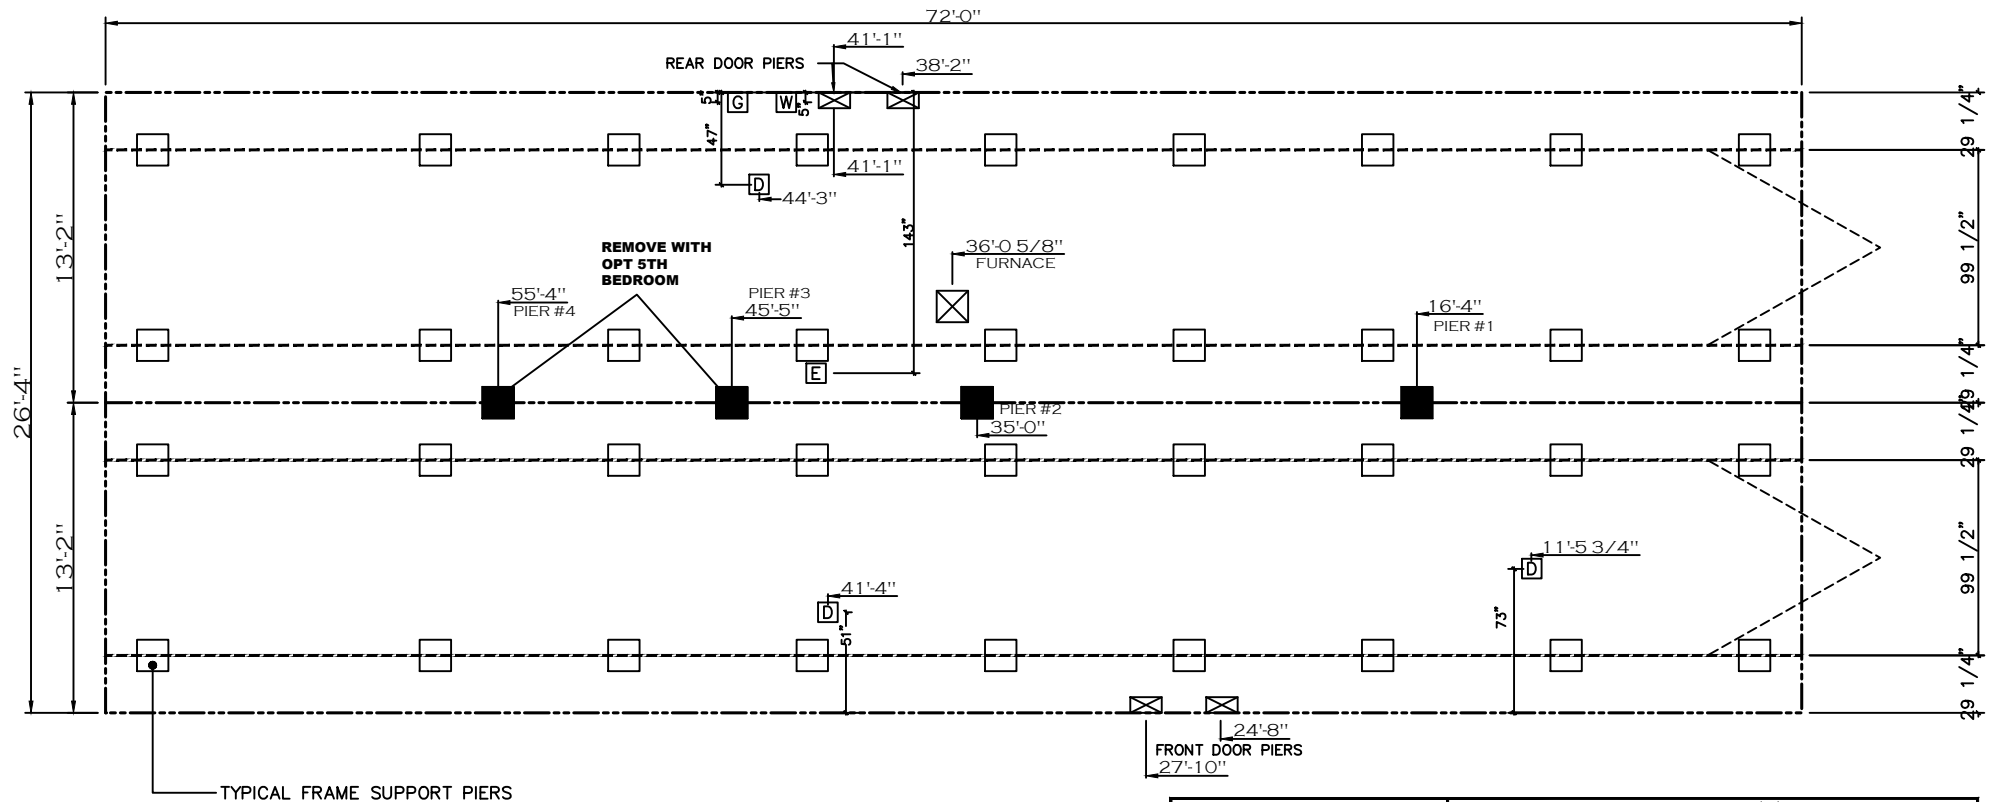 72'-0"
41'-1"
REAR DOOR PIERS
38'-2"
5"
G
W
5"
29 1/4"
47"
41'-1"
D
44'-3"
13'-2"
143"
99 1/2"
REMOVE WITH
OPT 5TH
BEDROOM
36'-0 5/8"
FURNACE
55'-4"
PIER #4
PIER #3
45'-5"
16'-4"
PIER #1
26'-4"
E
29 1/4"
PIER #2
35'-0"
29 1/4"
13'-2"
11'-5 3/4"
D
99 1/2"
41'-4"
D
51"
73"
29 1/4"
24'-8"
FRONT DOOR PIERS
27'-10"
TYPICAL FRAME SUPPORT PIERS